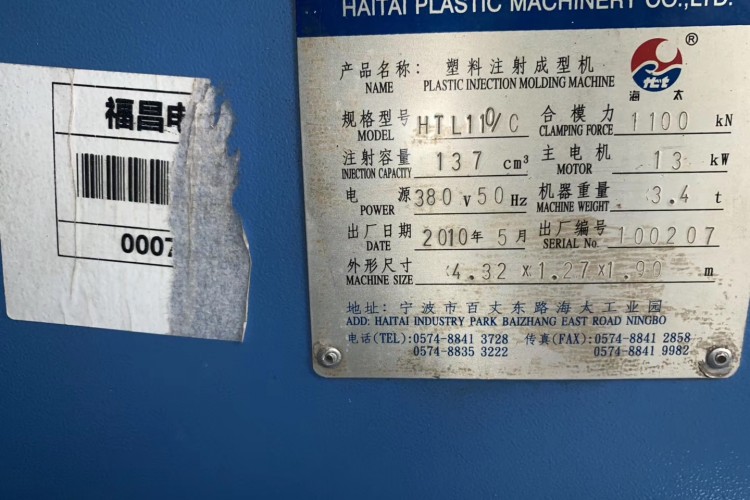 HAITAI PLASTIC MACHINERY CO.,LTD.
®
产品名称: 塑料注射成型机
NAME PLASTIC INJECTION MOLDING MACHINE
海 太
规格型号 HTL110/C 合模力 1100 kN
MODEL CLAMPING FORCE
注射容量 137 cm³ 主电机 13 kW
INJECTION CAPACITY MOTOR
电 源 380 V 50 Hz 机器重量 3.4 t
POWER MACHINE WEIGHT
出厂日期 2010年 5月 出厂编号 100207
DATE SERIAL No.
外形尺寸 4.32 x 1.27 x 1.90 m
MACHINE SIZE
地址: 宁波市百丈东路海太工业园
ADD: HAITAI INDUSTRY PARK BAIZHANG EAST ROAD NINGBO
电话(TEL):0574-8841 3728 传真(FAX):0574-8841 2858
0574-8835 3222 0574-8841 9982
福昌电
0007